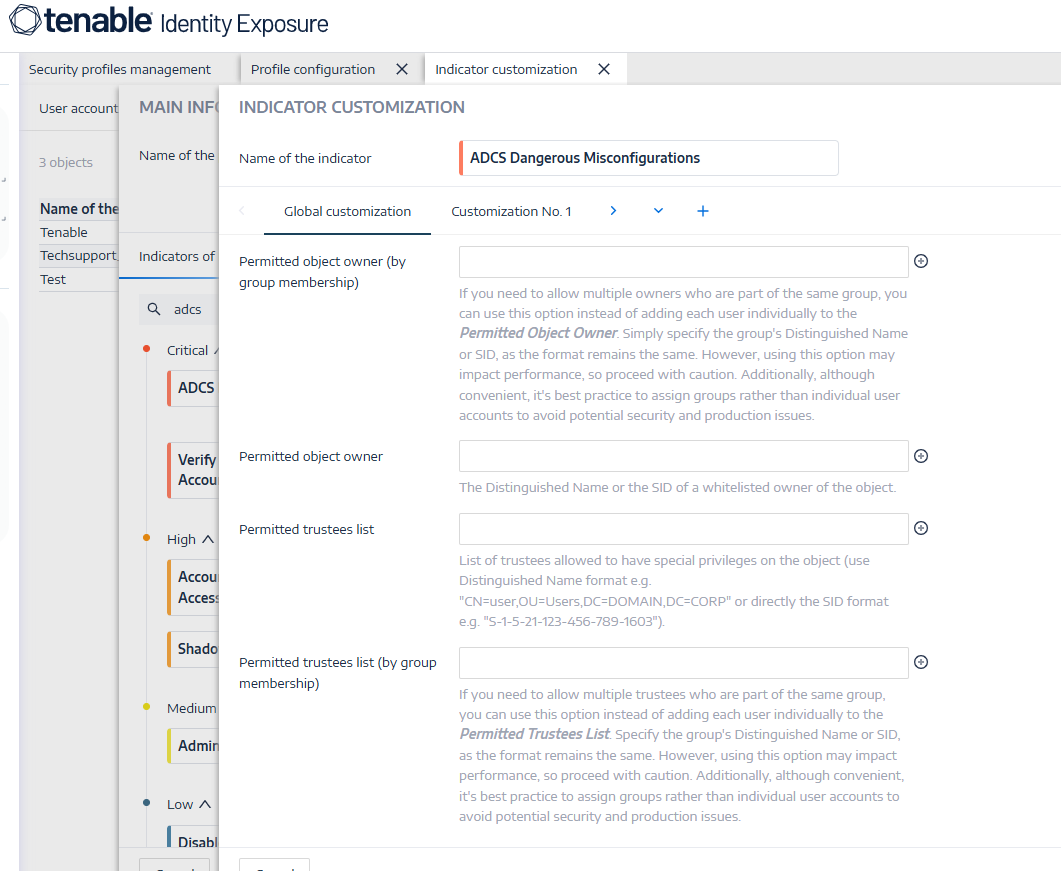 tenable Identity Exposure
Security profiles management
Profile configuration
Indicator customization
User account
3 objects
Name of the
Tenable
Techsupport
Test
MAIN INFO
Name of the
Indicators of
adcs
Critical
ADCS
Verify
Accou
High
Accou
Access
Shado
Medium
Admin
Low
Disabl
INDICATOR CUSTOMIZATION
Name of the indicator
ADCS Dangerous Misconfigurations
Global customization
Customization No. 1
Permitted object owner (by
group membership)
If you need to allow multiple owners who are part of the same group, you
can use this option instead of adding each user individually to the
Permitted Object Owner. Simply specify the group's Distinguished Name
or SID, as the format remains the same. However, using this option may
impact performance, so proceed with caution. Additionally, although
convenient, it's best practice to assign groups rather than individual user
accounts to avoid potential security and production issues.
Permitted object owner
The Distinguished Name or the SID of a whitelisted owner of the object.
Permitted trustees list
List of trustees allowed to have special privileges on the object (use
Distinguished Name format e.g.
"CN=user,OU=Users,DC=DOMAIN,DC=CORP" or directly the SID format
e.g. "S-1-5-21-123-456-789-1603").
Permitted trustees list (by group
membership)
If you need to allow multiple trustees who are part of the same group,
you can use this option instead of adding each user individually to the
Permitted Trustees List. Specify the group's Distinguished Name or SID,
as the format remains the same. However, using this option may impact
performance, so proceed with caution. Additionally, although convenient,
it's best practice to assign groups rather than individual user accounts to
avoid potential security and production issues.